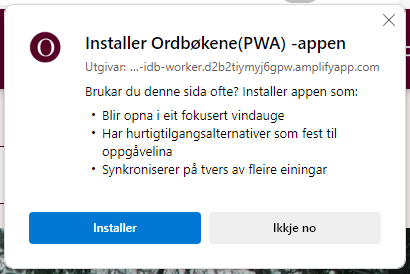 O
Installer Ordbøkene(PWA) -appen
Utgivar: ...-idb-worker.d2b2tiymyj6gpw.amplifyapp.com
Brukar du denne sida ofte? Installer appen som:
• Blir opna i eit fokusert vindauge
• Har hurtigtilgangsalternativer som fest til
oppgåvelina
• Synkroniser på tvers av fleire einingar
Installer
Ikkje no